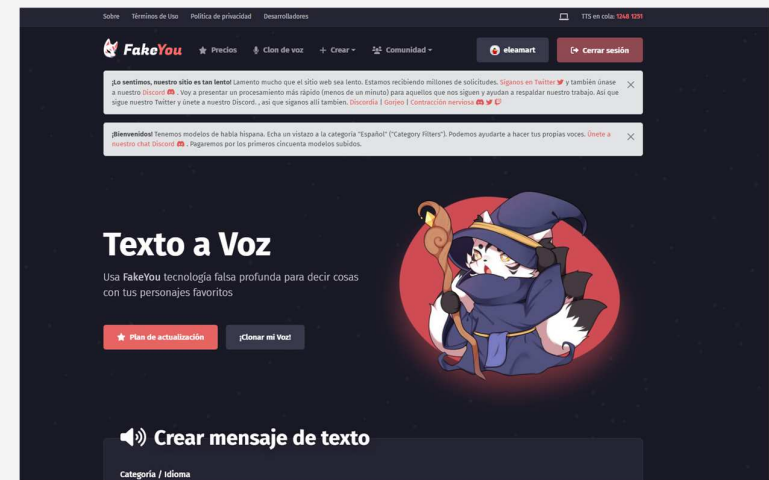 Sobre Términos de Uso Política de privacidad Desarrolladores TTS en cola: 1248 1251
FakeYou Precios Clon de voz Crear Comunidad eleamart Cerrar sesión
¡Lo sentimos, nuestro sitio es tan lento! Lamento mucho que el sitio web sea lento. Estamos recibiendo millones de solicitudes. Síganos en Twitter y también únase
a nuestro Discord . Voy a presentar un procesamiento más rápido (menos de un minuto) para aquellos que nos siguen y ayudan a respaldar nuestro trabajo. Así que
sigue nuestro Twitter y únete a nuestro Discord. , asi que siganos alli tambien. Discordia | Gorjeo | Contracción nerviosa
¡Bienvenidos! Tenemos modelos de habla hispana. Echa un vistazo a la categoría "Español" ("Category Filters"). Podemos ayudarte a hacer tus propias voces. Únete a
nuestro chat Discord . Pagaremos por los primeros cincuenta modelos subidos.
Texto a Voz
Usa FakeYou tecnología falsa profunda para decir cosas
con tus personajes favoritos
Plan de actualización ¡Clonar mi Voz!
Crear mensaje de texto
Categoría / Idioma